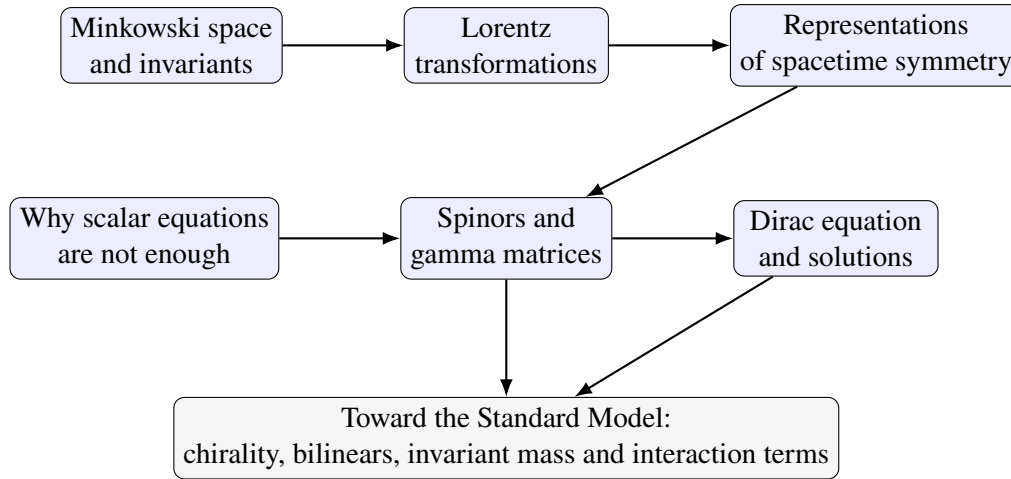 Minkowski space
and invariants
Lorentz
transformations
Representations
of spacetime symmetry
Why scalar equations
are not enough
Spinors and
gamma matrices
Dirac equation
and solutions
Toward the Standard Model:
chirality, bilinears, invariant mass and interaction terms